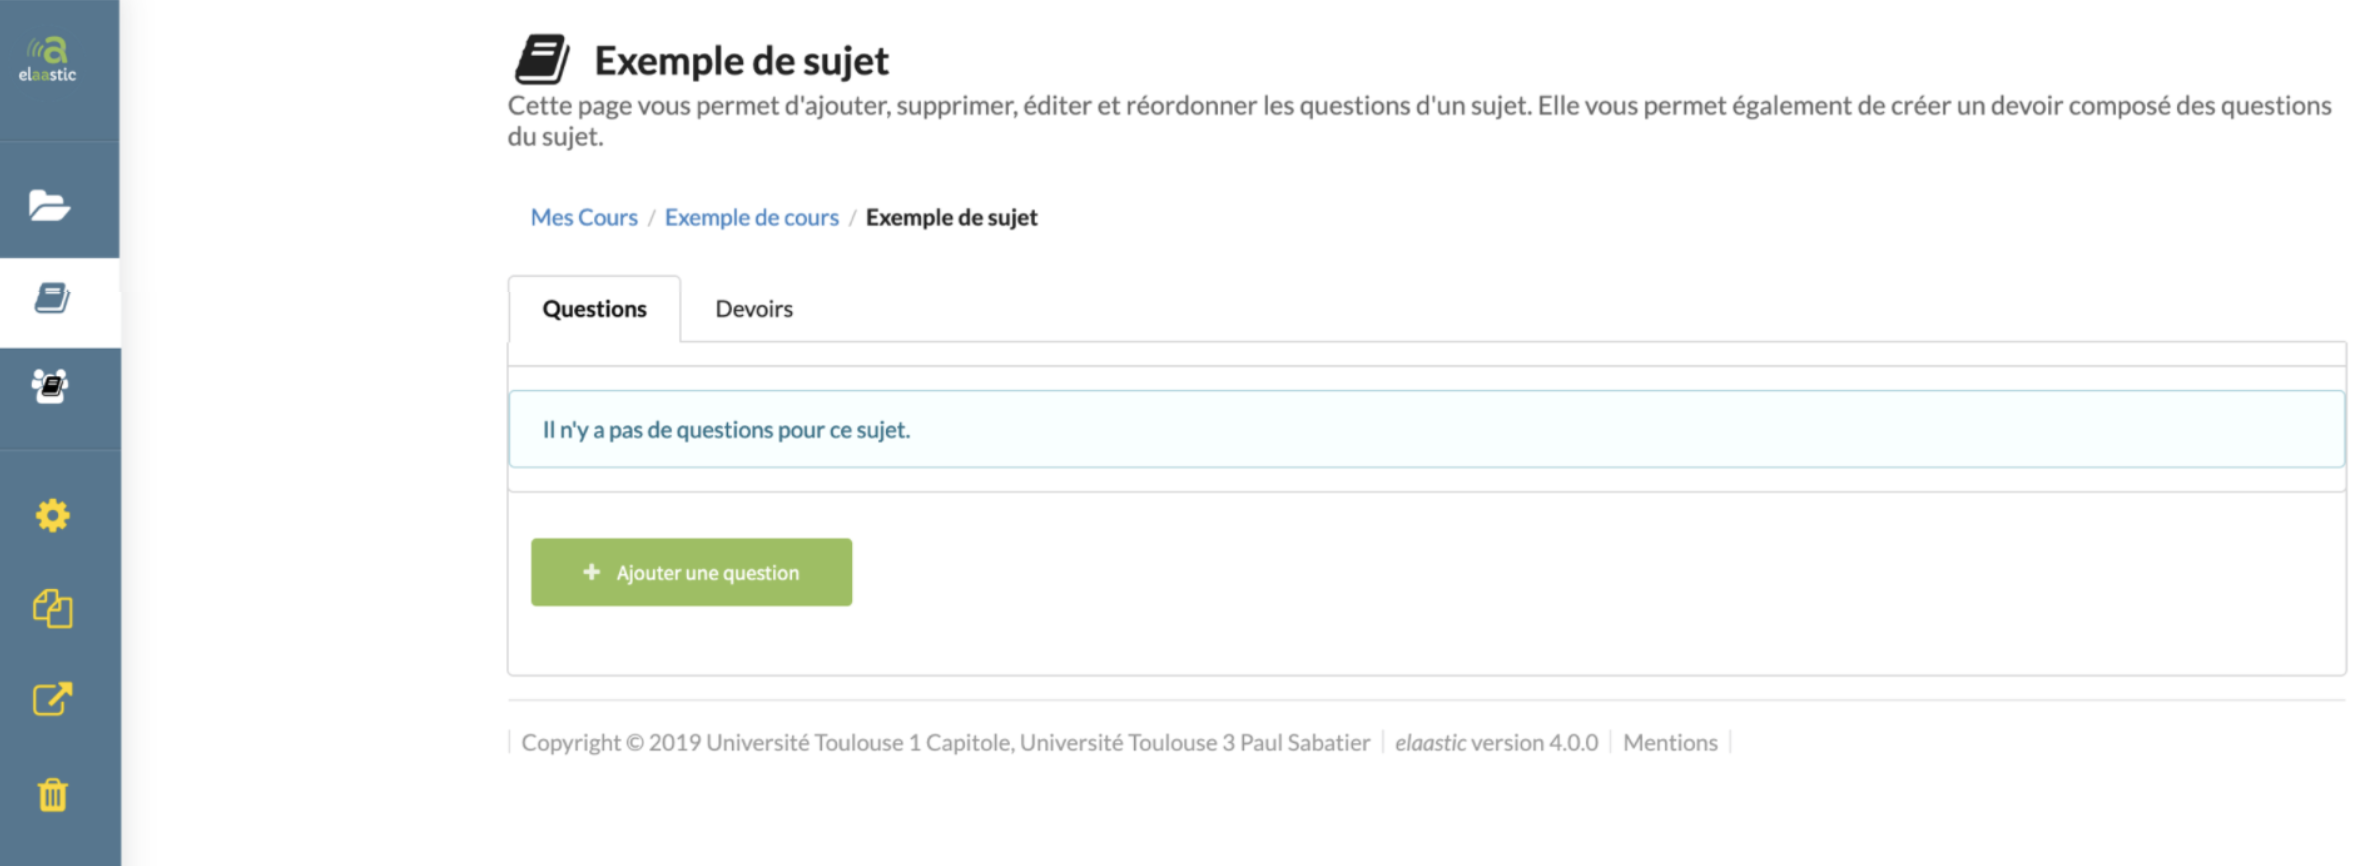 elaastic
Exemple de sujet
Cette page vous permet d'ajouter, supprimer, éditer et réordonner les questions d'un sujet. Elle vous permet également de créer un devoir composé des questions
du sujet.
Mes Cours / Exemple de cours / Exemple de sujet
Questions Devoirs
Il n'y a pas de questions pour ce sujet.
+ Ajouter une question
Copyright © 2019 Université Toulouse 1 Capitole, Université Toulouse 3 Paul Sabatier | elaastic version 4.0.0 | Mentions |